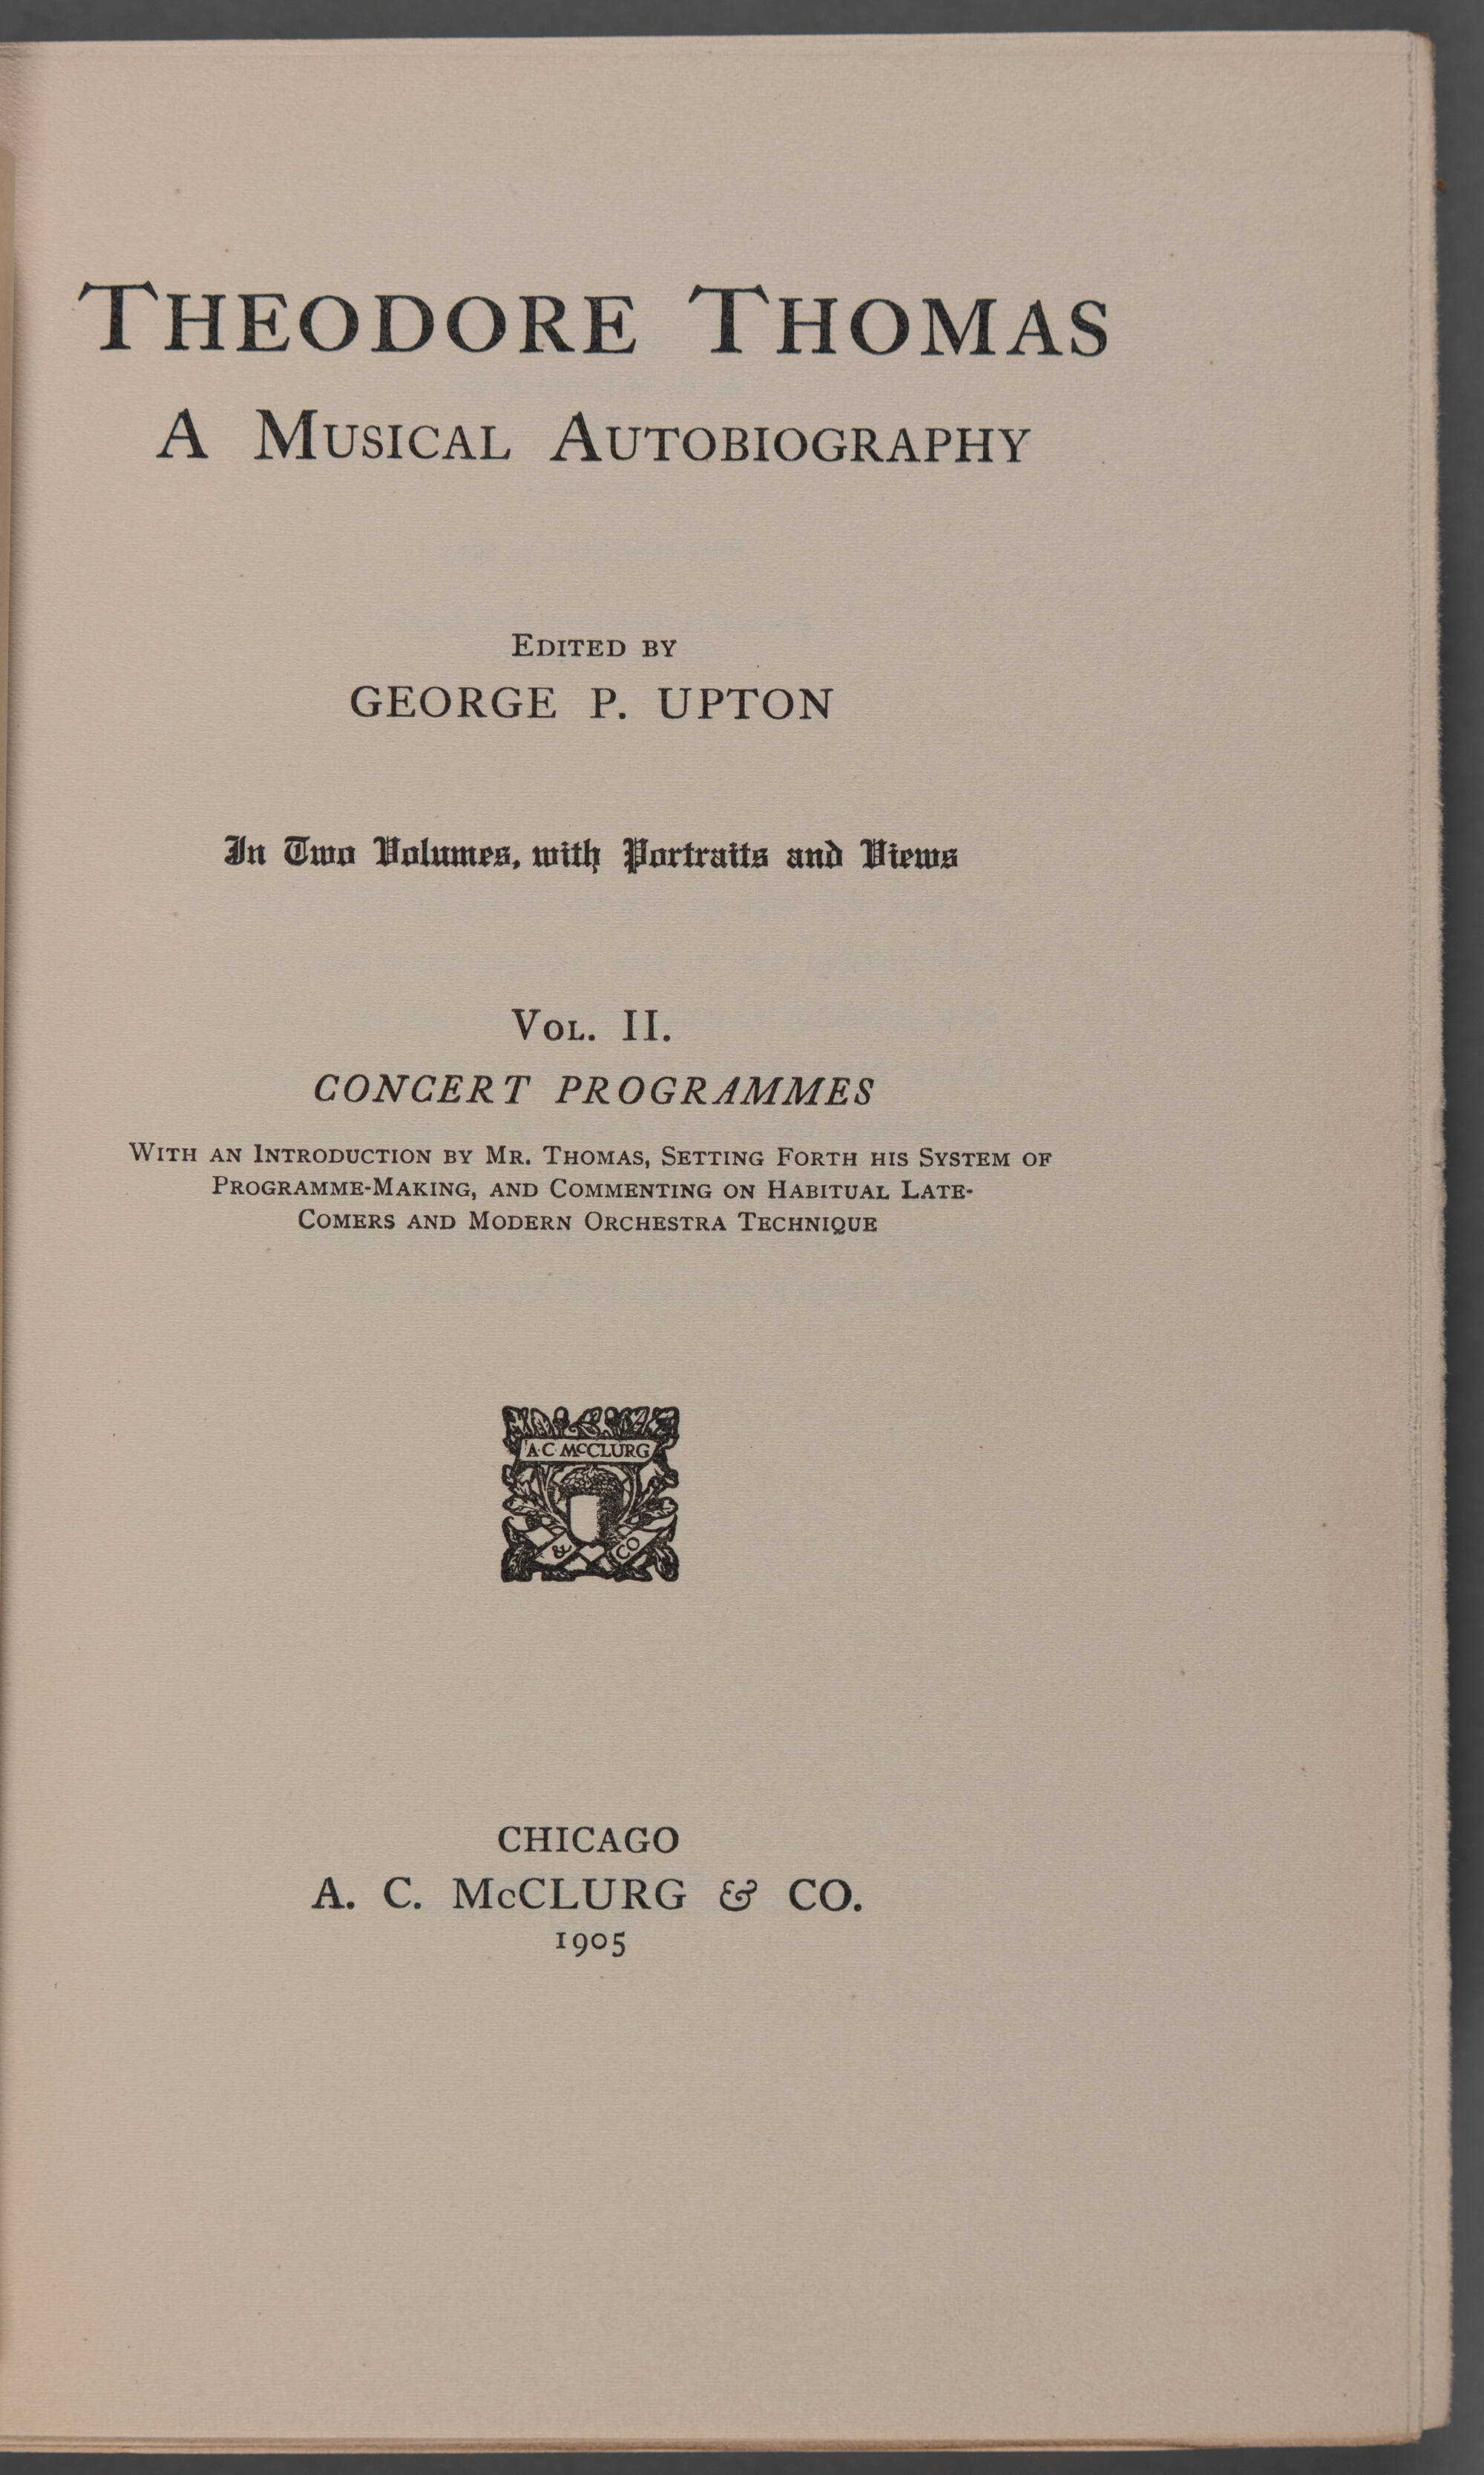 THEODORE THOMAS
A MUSICAL AUTOBIOGRAPHY
EDITED BY
GEORGE P. UPTON
In Two Volumes, with Portraits and Views
VOL. II.
CONCERT PROGRAMMES
WITH AN INTRODUCTION BY MR. THOMAS, SETTING FORTH HIS SYSTEM OF
PROGRAMME-MAKING, AND COMMENTING ON HABITUAL LATE-
COMERS AND MODERN ORCHESTRA TECHNIQUE
A·C·McCLURG
& CO
CHICAGO
A. C. McCLURG & CO.
1905